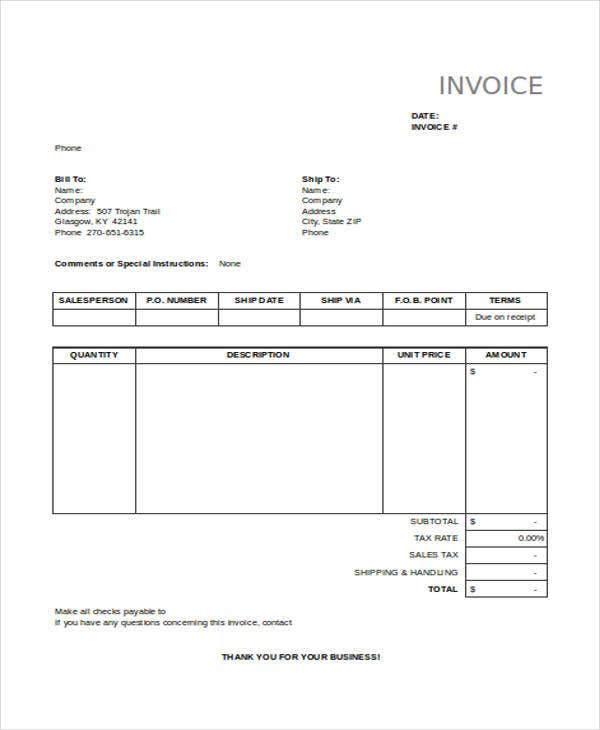 INVOICE
DATE:
INVOICE #
Phone
Bill To:
Name:
Company
Address: 507 Trojan Trail
Glasgow, KY 42141
Phone 270-651-6315
Ship To:
Name:
Company
Address
City, State ZIP
Phone
Comments or Special Instructions: None
SALESPERSON P.O. NUMBER SHIP DATE SHIP VIA F.O.B. POINT TERMS
Due on receipt
QUANTITY DESCRIPTION UNIT PRICE AMOUNT
$ -
SUBTOTAL $ -
TAX RATE 0.00%
SALES TAX -
SHIPPING & HANDLING -
TOTAL $ -
Make all checks payable to
If you have any questions concerning this invoice, contact
THANK YOU FOR YOUR BUSINESS!